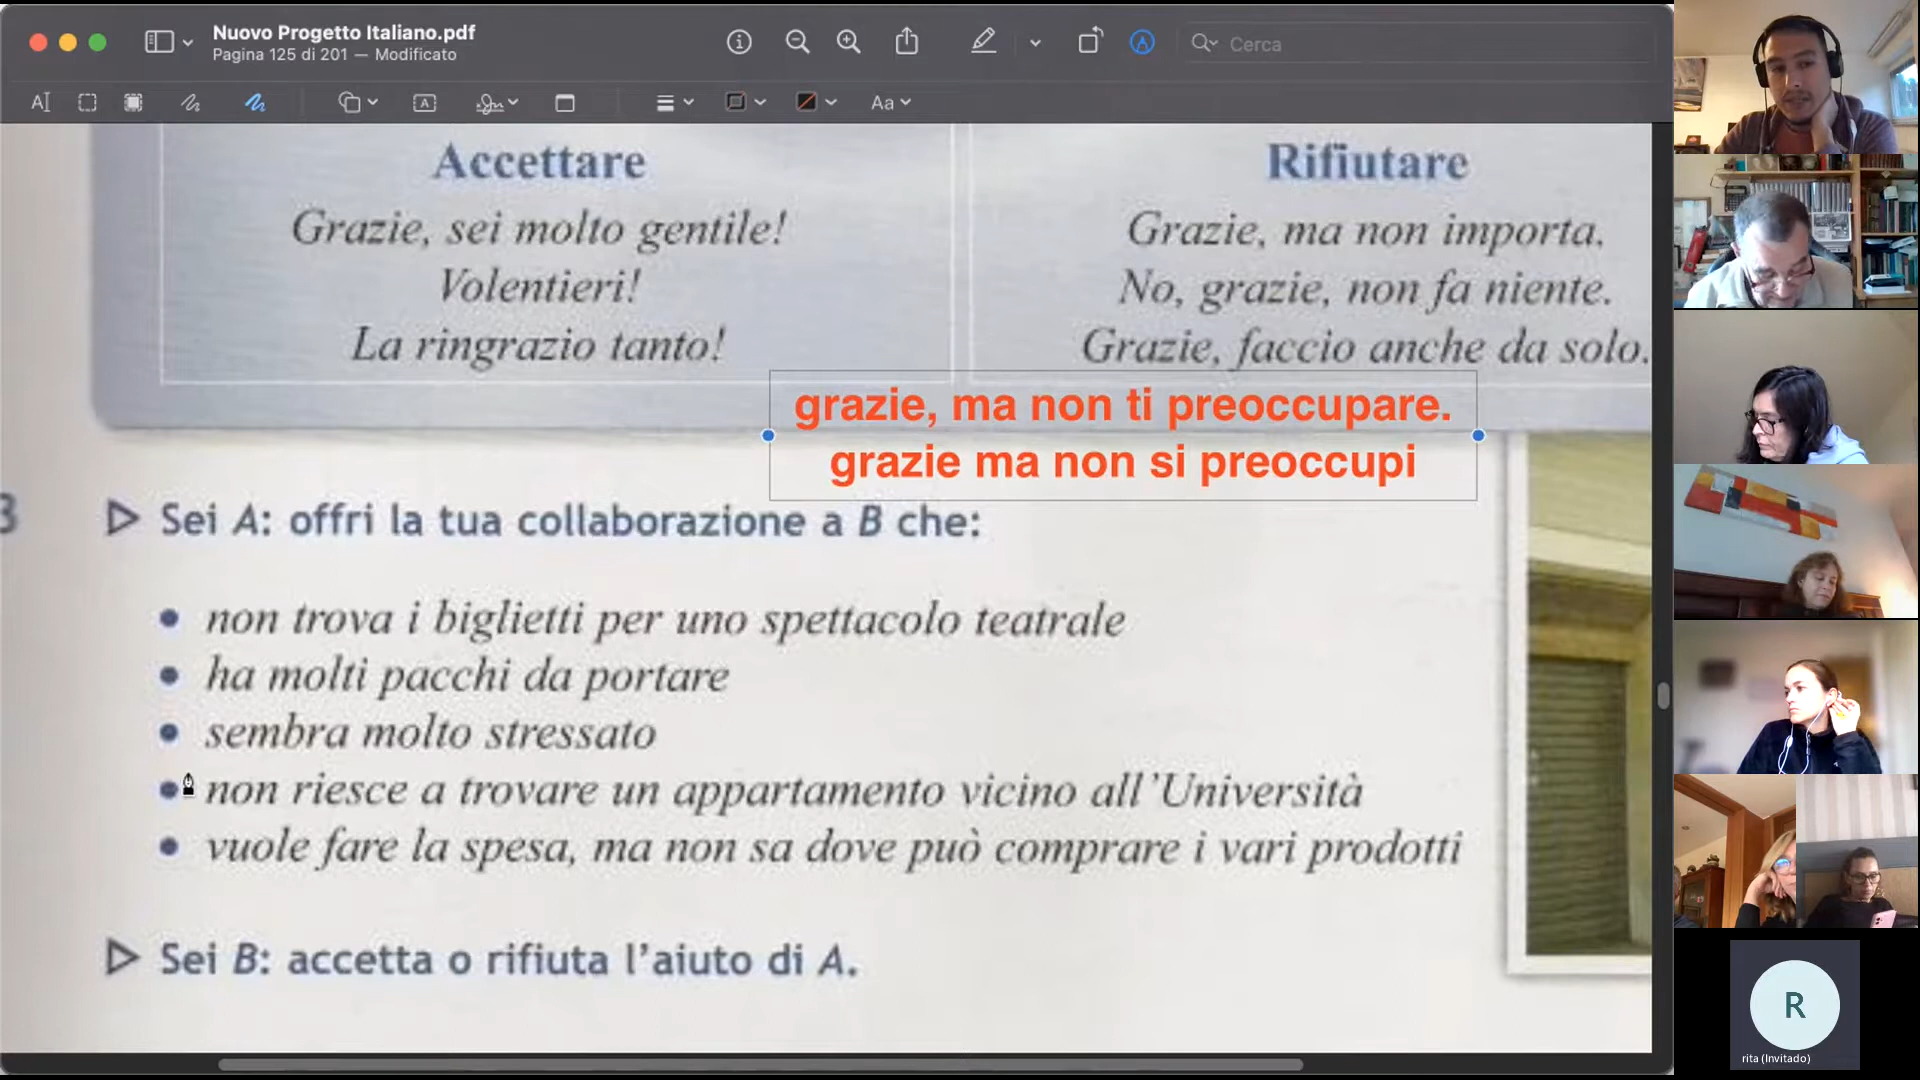 Nuovo Progetto Italiano.pdf
Pagina 125 di 201 — Modificato
Cerca
Aa
Accettare
Grazie, sei molto gentile!
Volentieri!
La ringrazio tanto!
Rifiutare
Grazie, ma non importa.
No, grazie, non fa niente.
Grazie, faccio anche da solo.
grazie, ma non ti preoccupare.
grazie ma non si preoccupi
3
Sei A: offri la tua collaborazione a B che:
non trova i biglietti per uno spettacolo teatrale
ha molti pacchi da portare
sembra molto stressato
non riesce a trovare un appartamento vicino all'Università
vuole fare la spesa, ma non sa dove può comprare i vari prodotti
Sei B: accetta o rifiuta l'aiuto di A.
R
rita (Invitado)